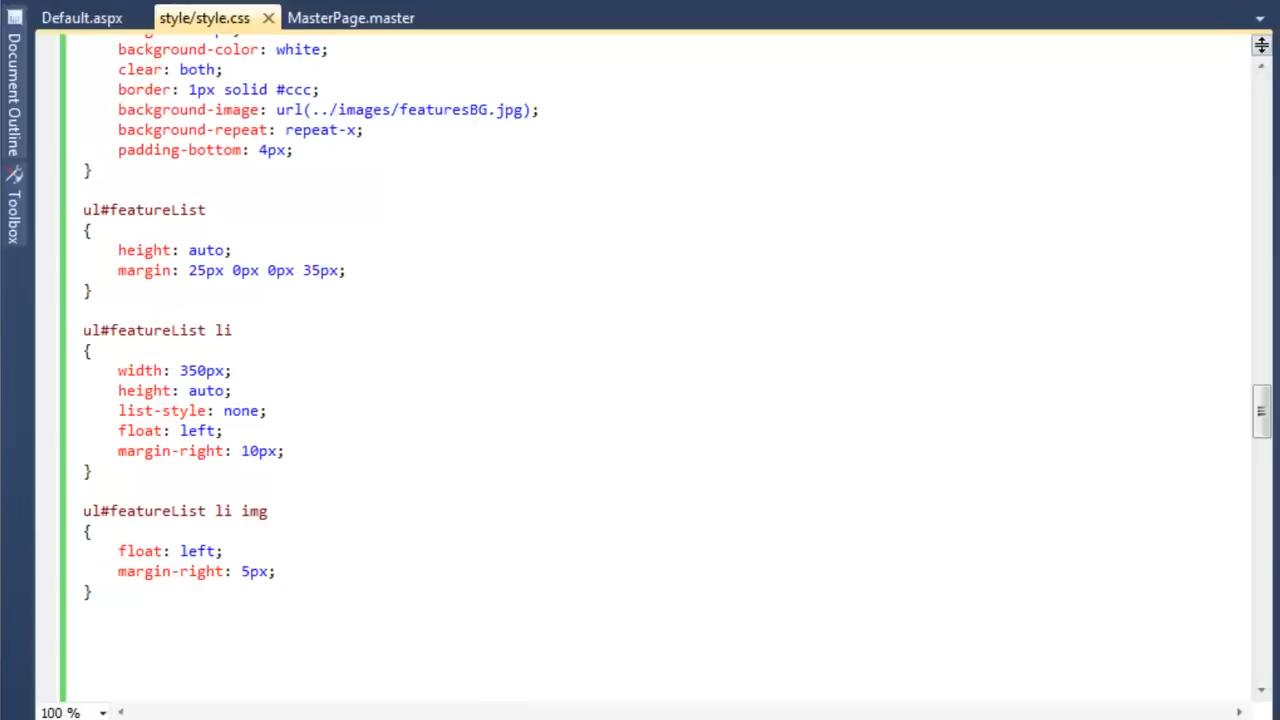 Default.aspx
style/style.css
MasterPage.master
Document Outline
Toolbox
background-color: white;
clear: both;
border: 1px solid #ccc;
background-image: url(../images/featuresBG.jpg);
background-repeat: repeat-x;
padding-bottom: 4px;
}
ul#featureList
{
height: auto;
margin: 25px 0px 0px 35px;
}
ul#featureList li
{
width: 350px;
height: auto;
list-style: none;
float: left;
margin-right: 10px;
}
ul#featureList li img
{
float: left;
margin-right: 5px;
}
100 %